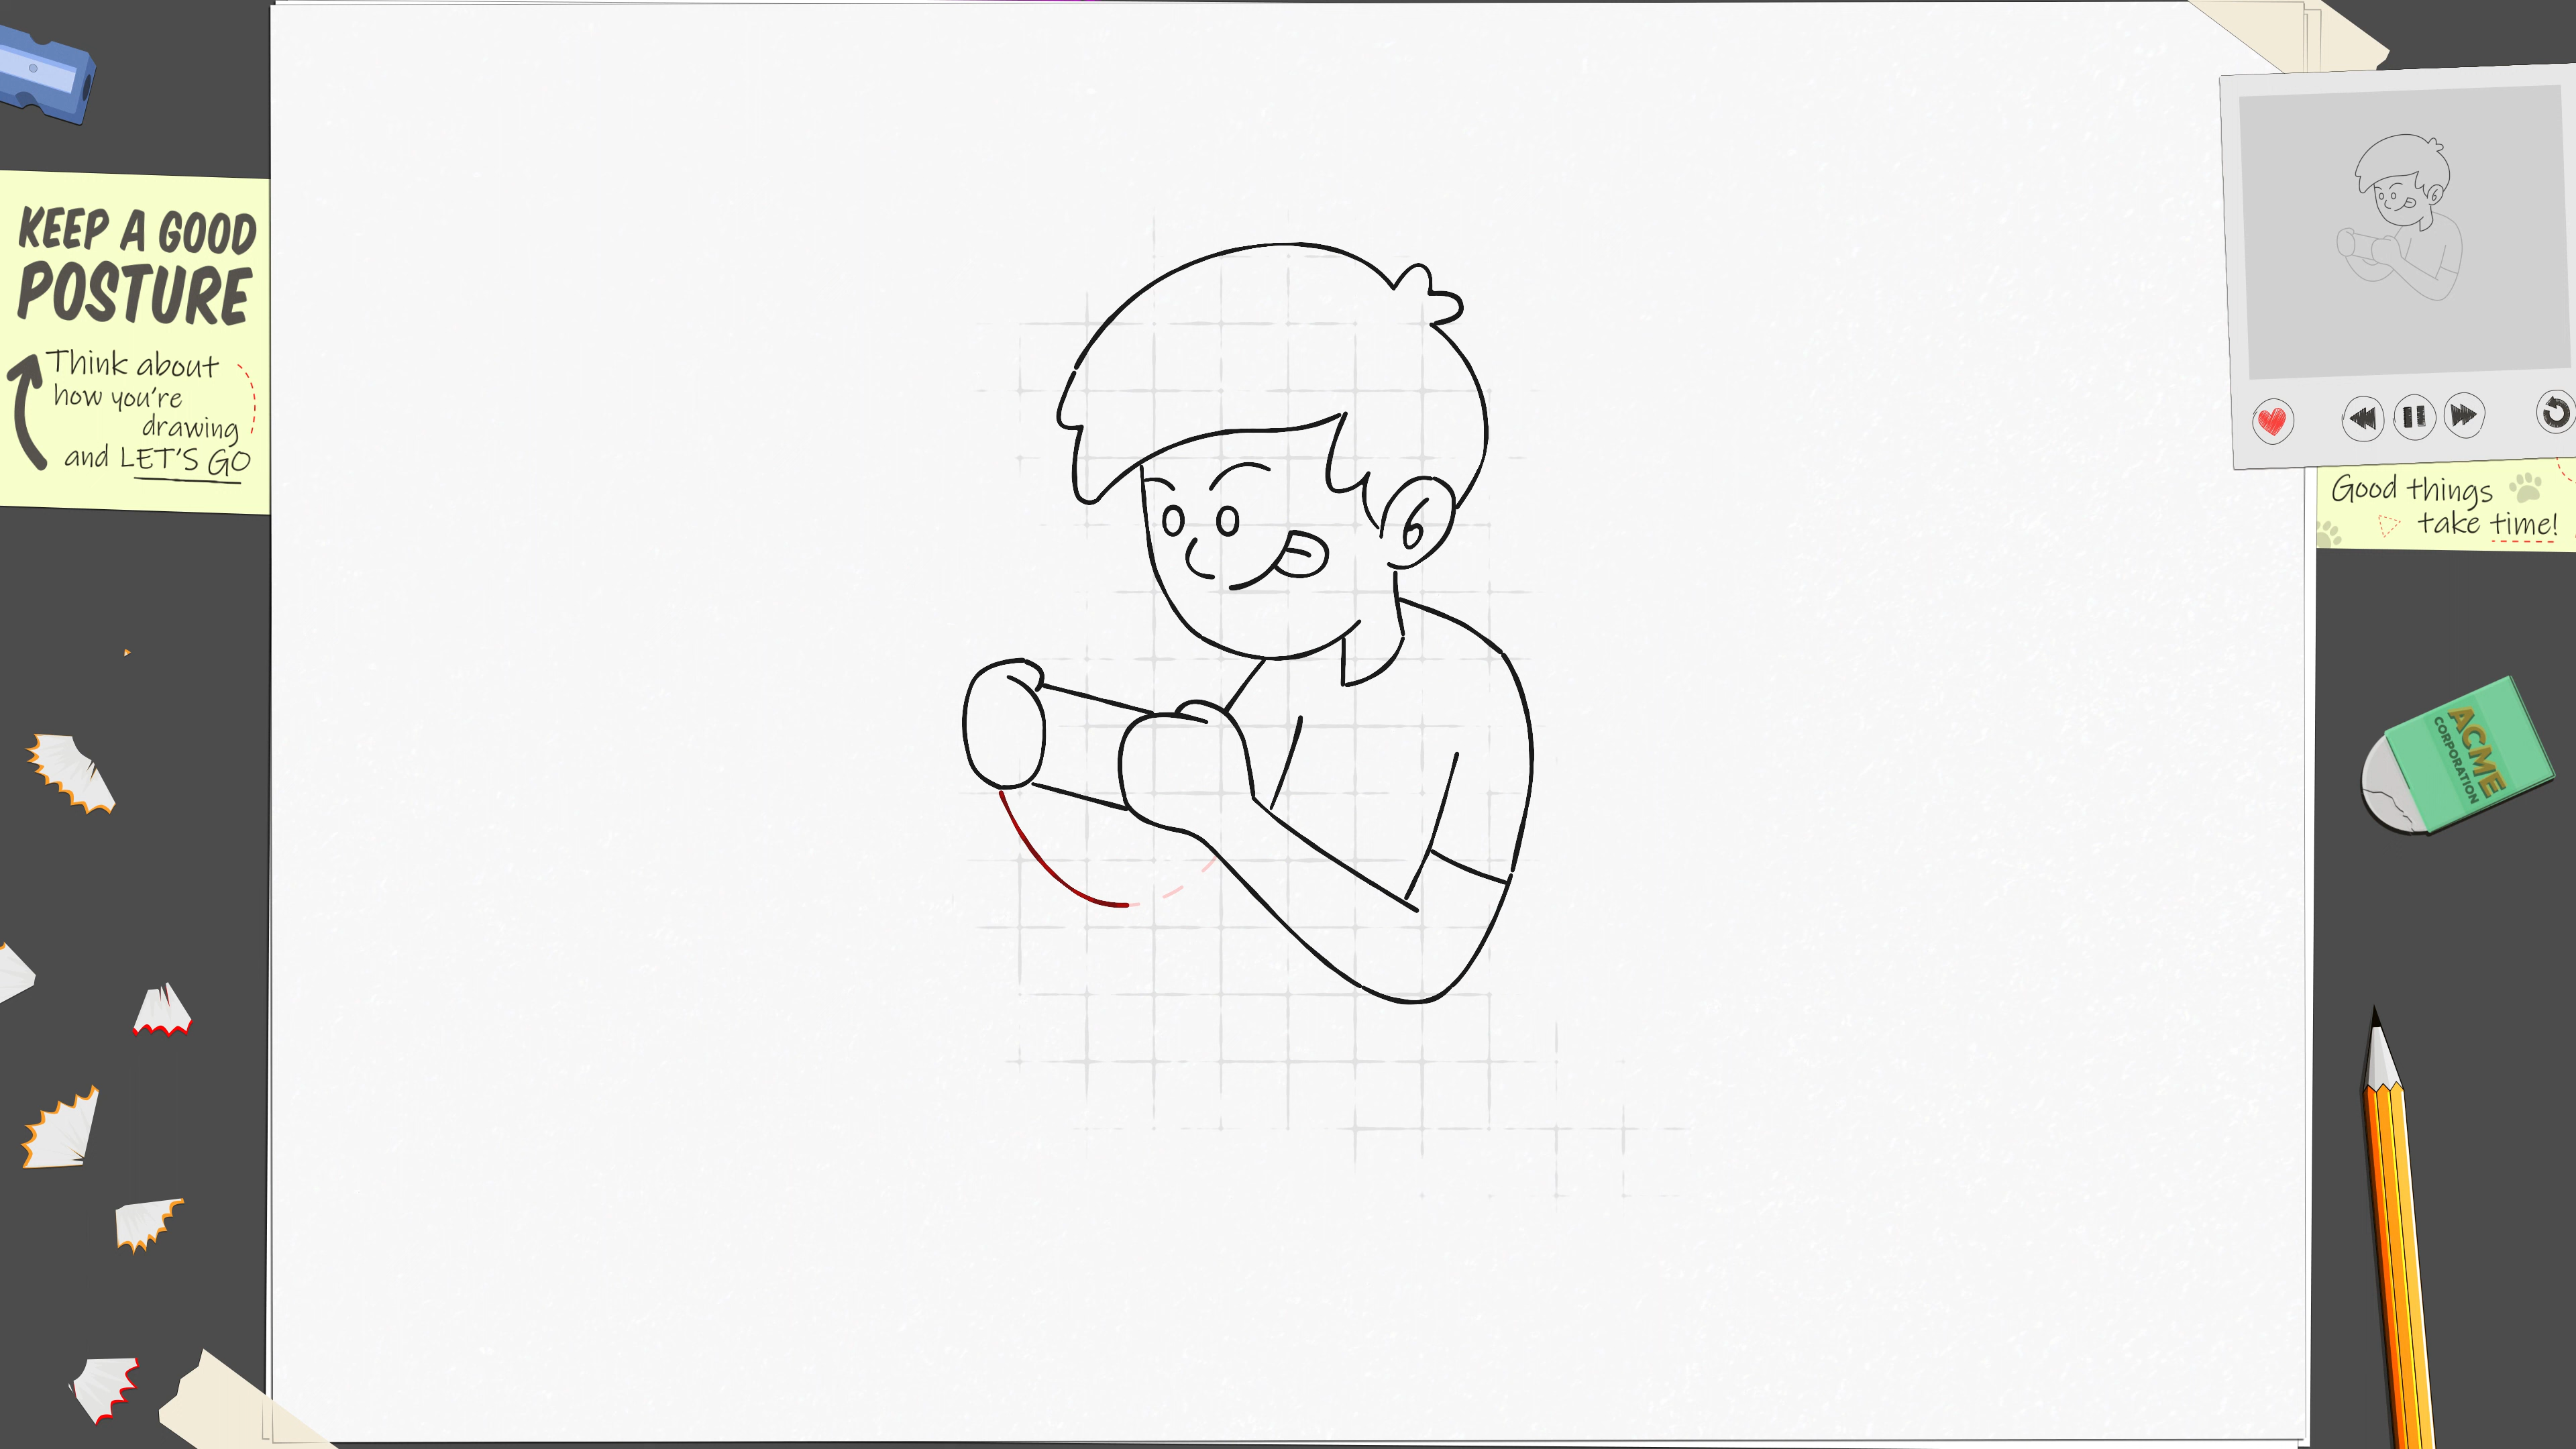 KEEP A GOOD
POSTURE
Think about
how you're
drawing
and LET'S GO
Good things
take time!
ACME
CORPORATION